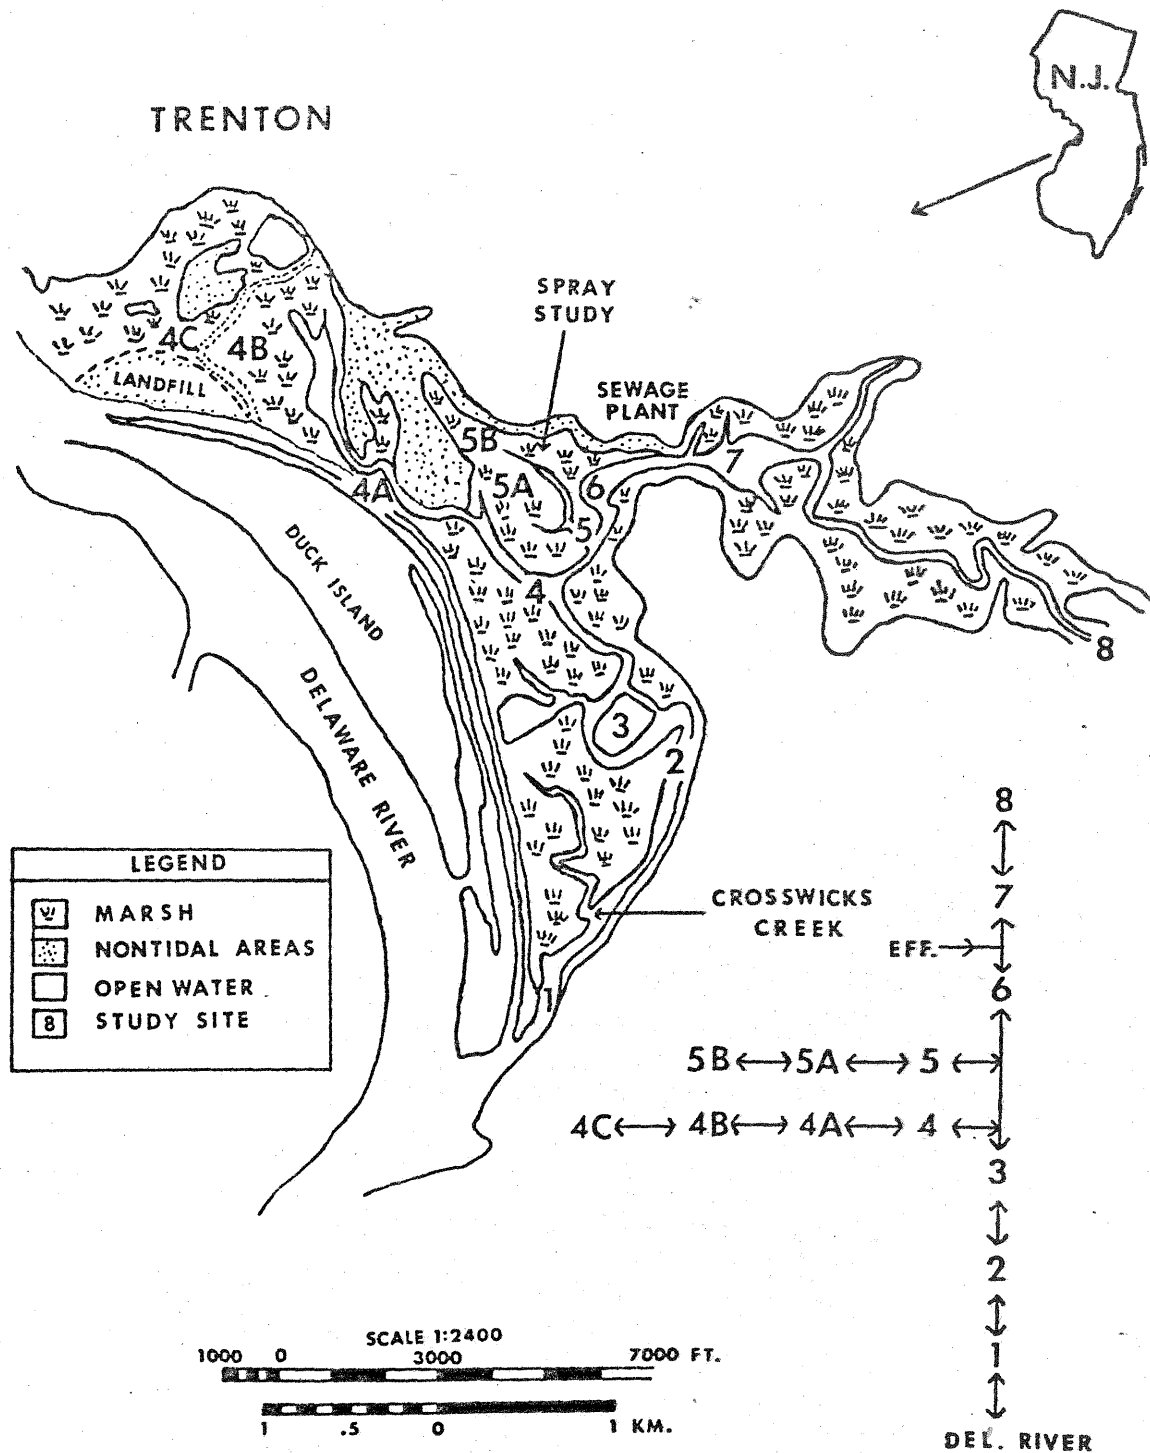 N.J.
TRENTON
SPRAY
STUDY
SEWAGE
PLANT
4C
4B
LANDFILL
5B
5A
6
7
4A
5
4
8
DUCK ISLAND
DELAWARE RIVER
3
2
1
CROSSWICKS
CREEK
LEGEND
MARSH
NONTIDAL AREAS
OPEN WATER
8 STUDY SITE
8
7
EFF.
6
5B 5A 5
4C 4B 4A 4
3
2
1
DEL. RIVER
SCALE 1:2400
1000 0 3000 7000 FT.
1 .5 0 1 KM.